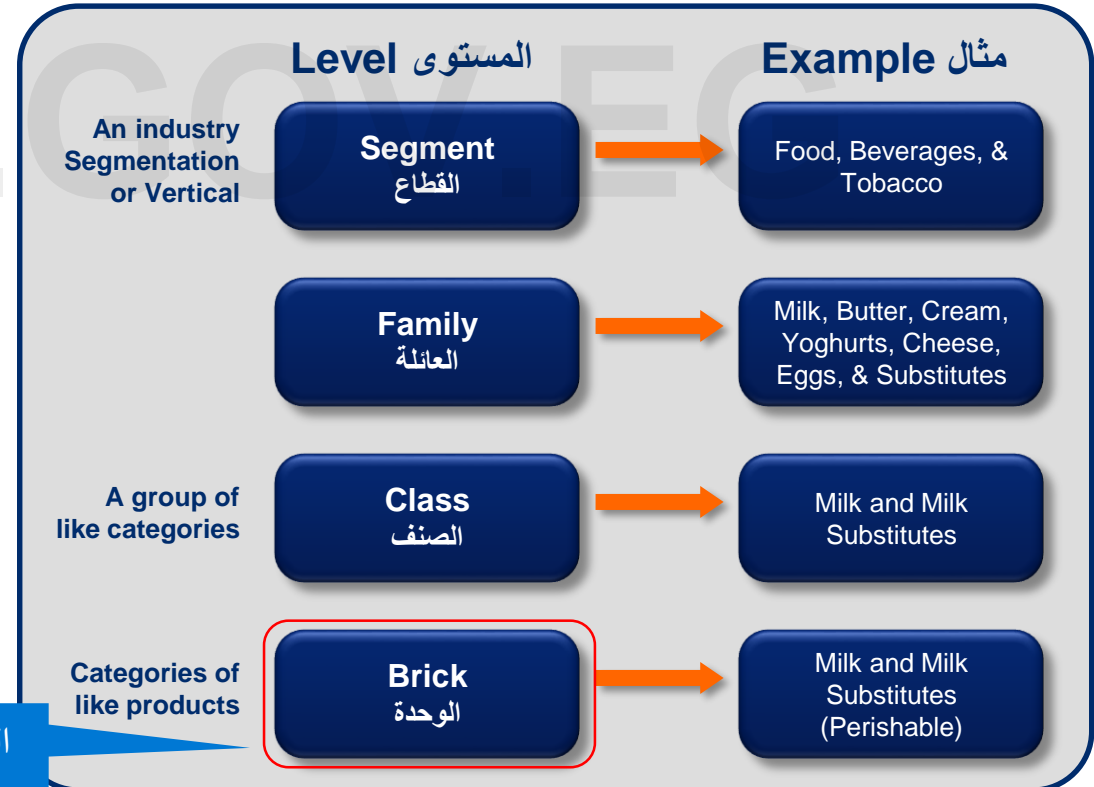 المستوى Level
مثال Example
An industry
Segmentation
or Vertical
Segment
القطاع
Food, Beverages, &
Tobacco
Family
العائلة
Milk, Butter, Cream,
Yoghurts, Cheese,
Eggs, & Substitutes
A group of
like categories
Class
الصنف
Milk and Milk
Substitutes
Categories of
like products
Brick
الوحدة
Milk and Milk
Substitutes
(Perishable)
GOV.EG